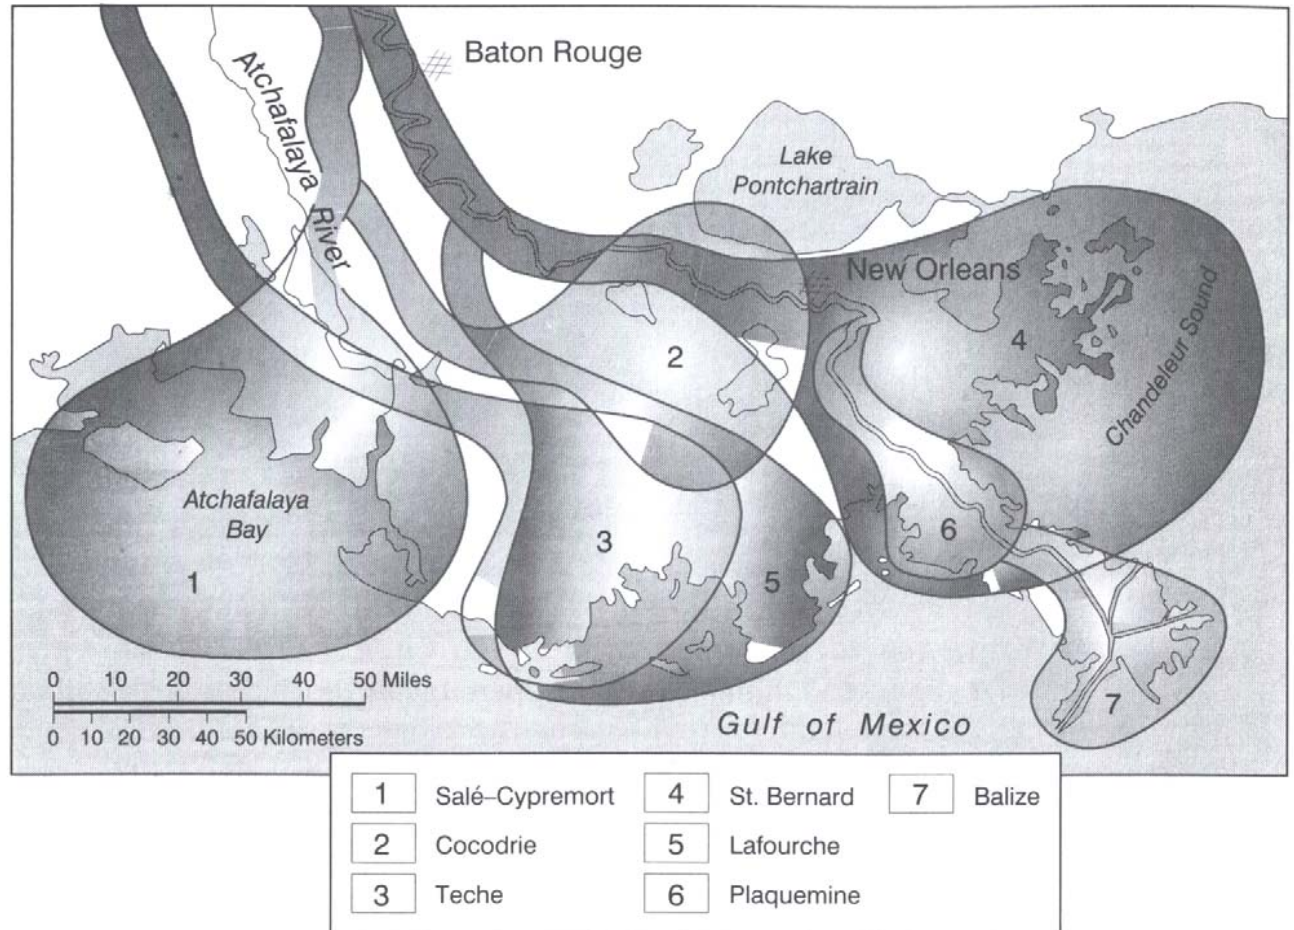 Baton Rouge
Atchafalaya River
Lake
Pontchartrain
New Orleans
2
4
Chandeleur Sound
Atchafalaya
Bay
1
3
5
6
7
0 10 20 30 40 50 Miles
0 10 20 30 40 50 Kilometers
Gulf of Mexico
1 Salé–Cypremort
4 St. Bernard
7 Balize
2 Cocodrie
5 Lafourche
3 Teche
6 Plaquemine